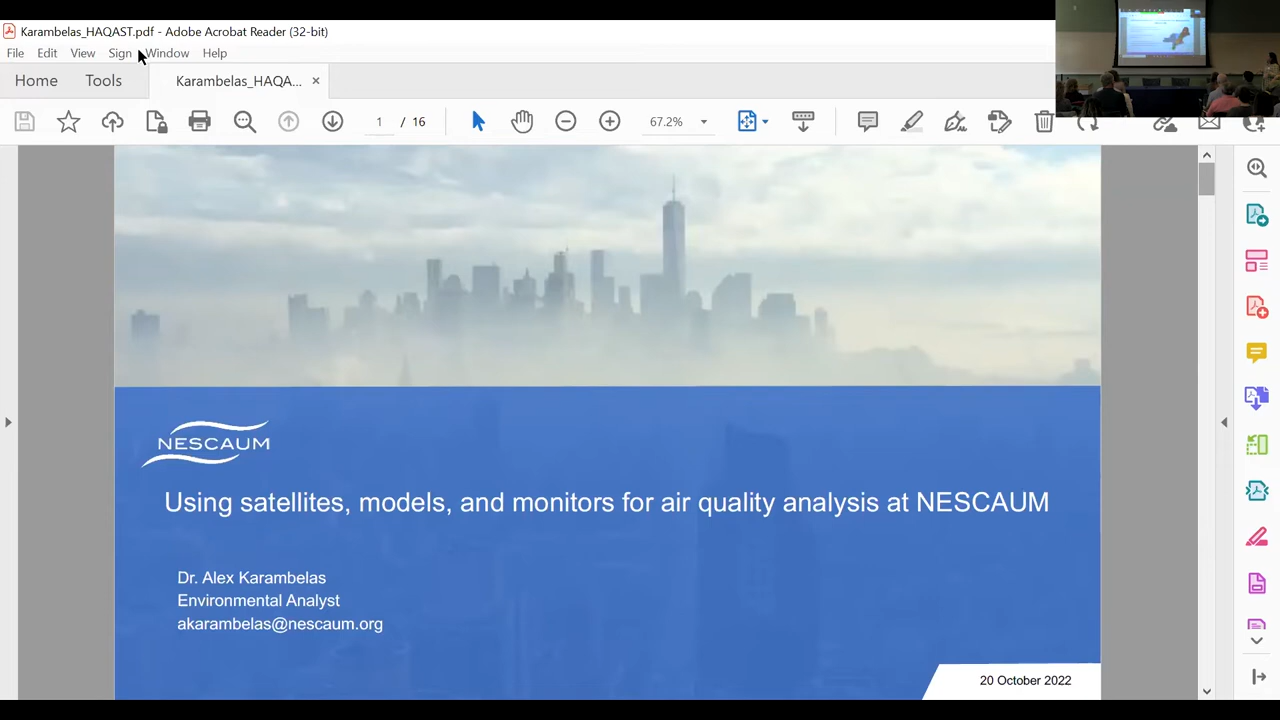 Karambelas_HAQAST.pdf - Adobe Acrobat Reader (32-bit)
File Edit View Sign Window Help
Home Tools Karambelas_HAQA... ×
1 / 16 67.2%
NESCAUM
Using satellites, models, and monitors for air quality analysis at NESCAUM
Dr. Alex Karambelas
Environmental Analyst
akarambelas@nescaum.org
20 October 2022